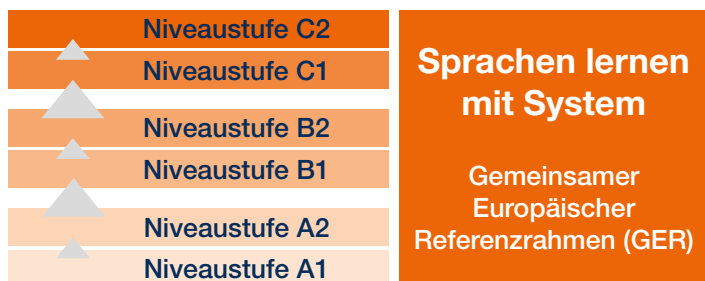 Niveaustufe C2
Niveaustufe C1
Niveaustufe B2
Niveaustufe B1
Niveaustufe A2
Niveaustufe A1
Sprachen lernen
mit System
Gemeinsamer
Europäischer
Referenzrahmen (GER)